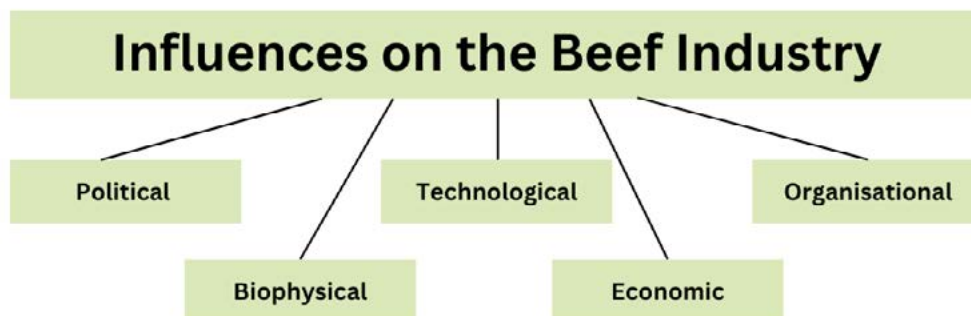 Influences on the Beef Industry
Political
Technological
Organisational
Biophysical
Economic